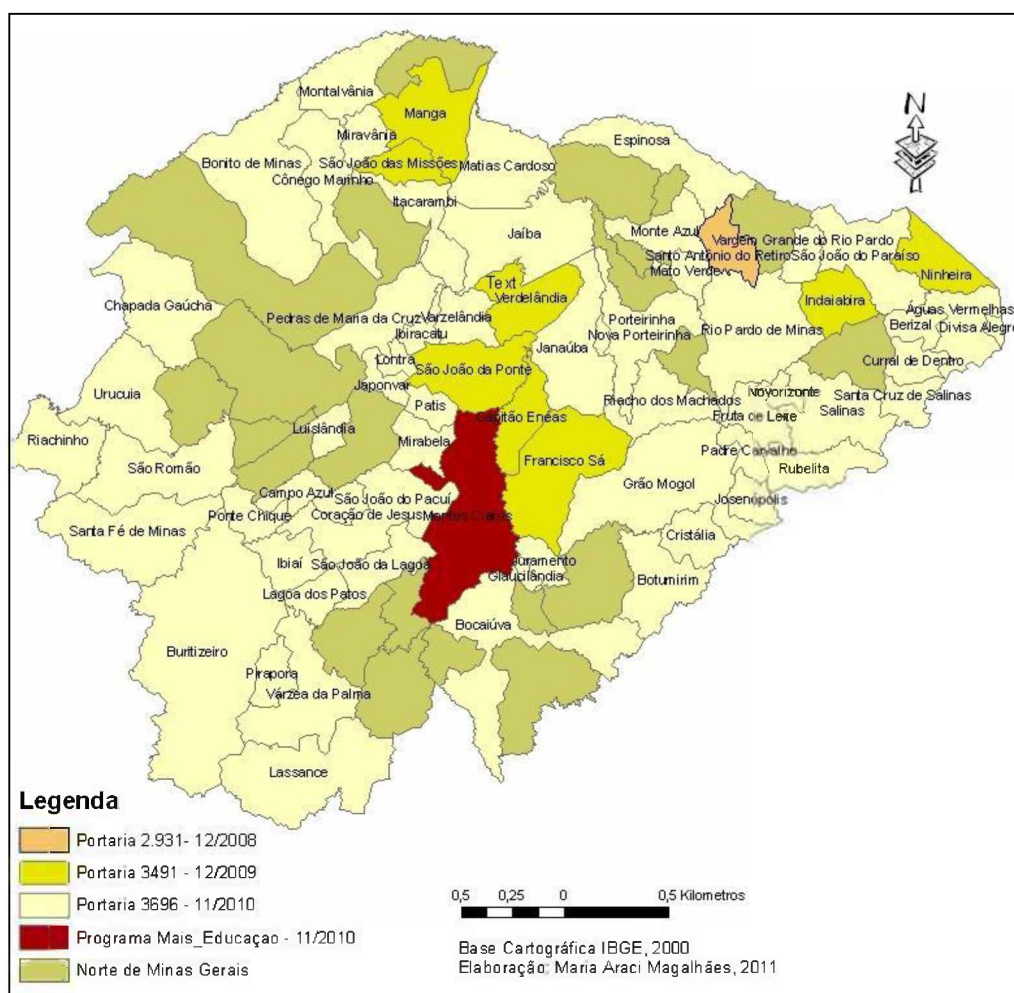 Montalvânia
Manga
Miravânia
Espinosa
N
Bonito de Minas
São João das Missões
Matias Cardoso
Cônego Marinho
Itacarambi
Jaíba
Monte Azul
Vargem Grande do Rio Pardo
Santo Antônio do Retiro
São João do Paraíso
Mato Verde
Ninheira
Text
Verdelândia
Indaiabira
Chapada Gaúcha
Pedras de Maria da Cruz
Varzelândia
Ibiracatu
Porteirinha
Nova Porteirinha
Rio Pardo de Minas
Águas Vermelhas
Berizal
Divisa Alegre
Janaúba
Lontra
São João da Ponte
Curral de Dentro
Japonvar
Urucuia
Patis
Riacho dos Machados
Novorizonte
Santa Cruz de Salinas
Salinas
Capitão Enéas
Fruta de Leite
Luislândia
Mirabela
Riachinho
São Romão
Francisco Sá
Padre Carvalho
Rubelita
Grão Mogol
Campo Azul
São João do Pacuí
Josenópolis
Ponte Chique
Coração de Jesus
Montes Claros
Santa Fé de Minas
Cristália
Ibiaí
São João da Lagoa
Juramento
Glaucilândia
Botumirim
Lagoa dos Patos
Bocaiúva
Buritizeiro
Pirapora
Várzea da Palma
Lassance
Legenda
Portaria 2.931- 12/2008
Portaria 3491 - 12/2009
Portaria 3696 - 11/2010
Programa Mais_Educaçao - 11/2010
Norte de Minas Gerais
0,5 0,25 0 0,5 Kilometros
Base Cartográfica IBGE, 2000
Elaboração; Maria Araci Magalhães, 2011